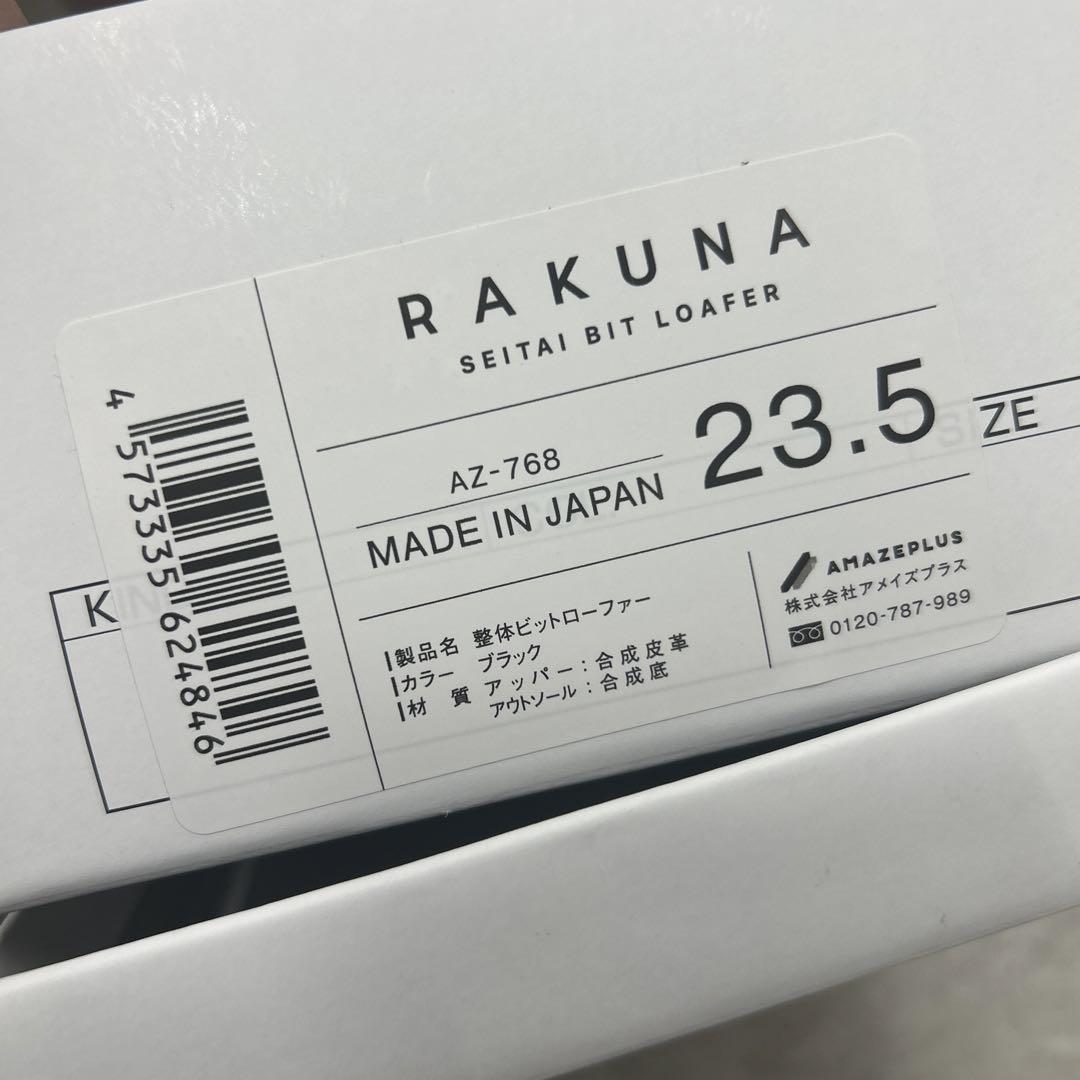 RAKUNA
SEITAI BIT LOAFER
AZ-768
23.5
MADE IN JAPAN
製品名 整体ビットローファー
カラー ブラック
材質 アッパー：合成皮革
アウトソール：合成底
AMAZEPLUS
株式会社アメイズプラス
0120-787-989
4 573335 624846
KIN
SIZE